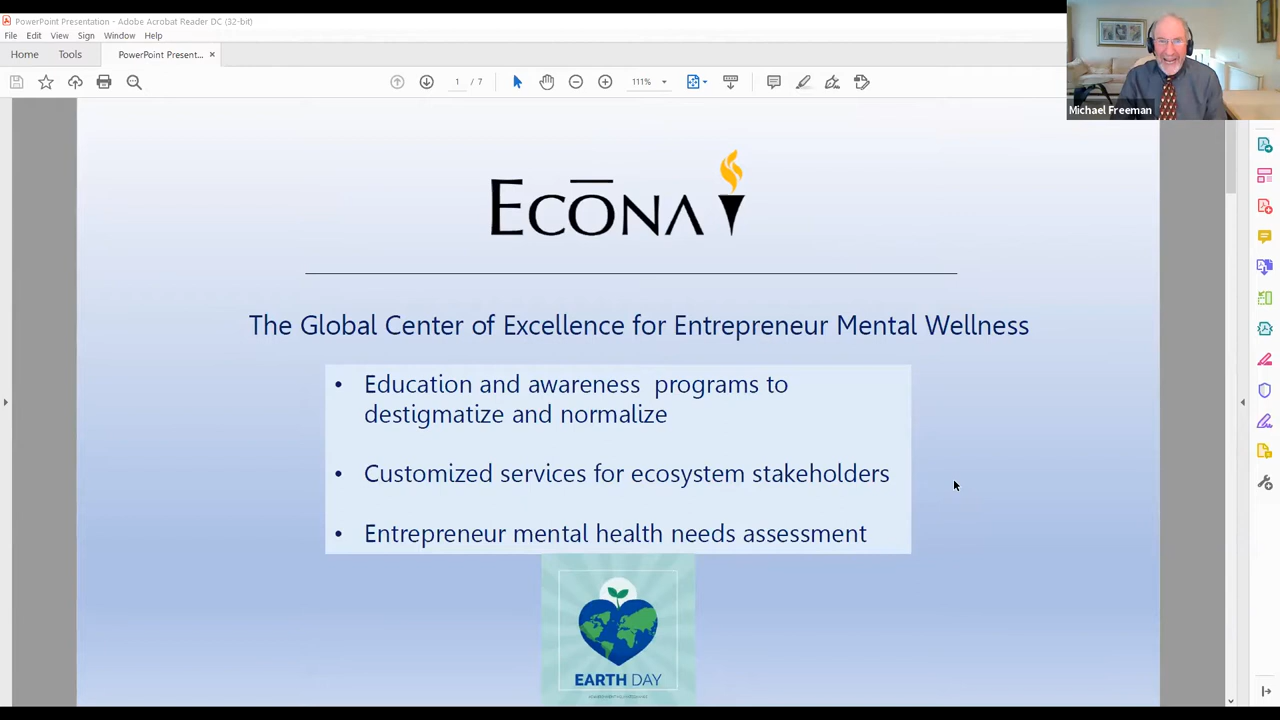 PowerPoint Presentation - Adobe Acrobat Reader DC (32-bit)
File Edit View Sign Window Help
Home Tools PowerPoint Present... ×
1 / 7 111%
Michael Freeman
ECŌNA
The Global Center of Excellence for Entrepreneur Mental Wellness
• Education and awareness programs to
destigmatize and normalize
• Customized services for ecosystem stakeholders
• Entrepreneur mental health needs assessment
EARTH DAY